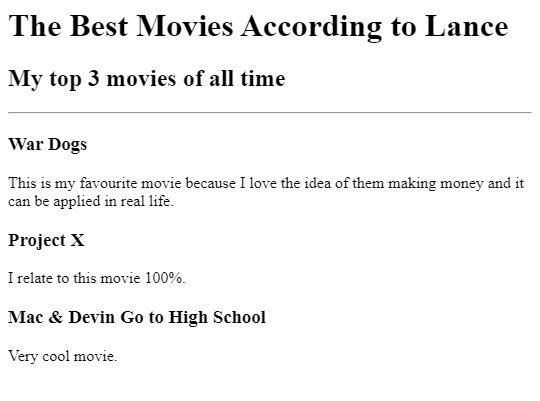 The Best Movies According to Lance
My top 3 movies of all time
War Dogs
This is my favourite movie because I love the idea of them making money and it
can be applied in real life.
Project X
I relate to this movie 100%.
Mac & Devin Go to High School
Very cool movie.